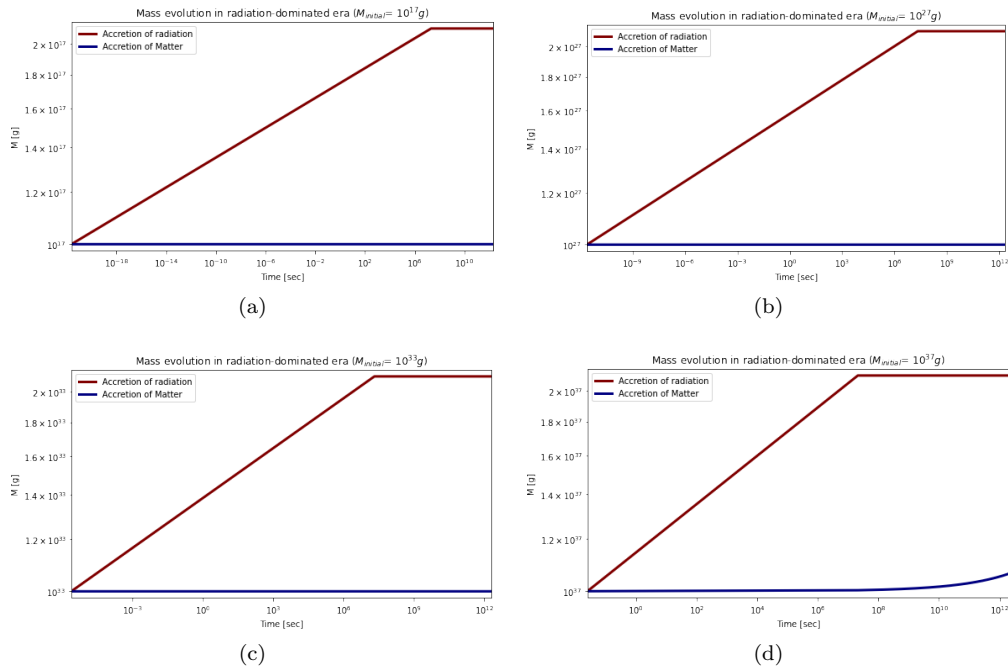 Mass evolution in radiation-dominated era (M_initial= 10^17g)
Accretion of radiation
Accretion of Matter
M [g]
2 × 10^17
1.8 × 10^17
1.6 × 10^17
1.4 × 10^17
1.2 × 10^17
10^17
10^-18 10^-14 10^-10 10^-6 10^-2 10^2 10^6 10^10
Time [sec]
(a)
Mass evolution in radiation-dominated era (M_initial= 10^27g)
Accretion of radiation
Accretion of Matter
M [g]
2 × 10^27
1.8 × 10^27
1.6 × 10^27
1.4 × 10^27
1.2 × 10^27
10^27
10^-9 10^-6 10^-3 10^0 10^3 10^6 10^9 10^12
Time [sec]
(b)
Mass evolution in radiation-dominated era (M_initial= 10^33g)
Accretion of radiation
Accretion of Matter
M [g]
2 × 10^33
1.8 × 10^33
1.6 × 10^33
1.4 × 10^33
1.2 × 10^33
10^33
10^-3 10^0 10^3 10^6 10^9 10^12
Time [sec]
(c)
Mass evolution in radiation-dominated era (M_initial= 10^37g)
Accretion of radiation
Accretion of Matter
M [g]
2 × 10^37
1.8 × 10^37
1.6 × 10^37
1.4 × 10^37
1.2 × 10^37
10^37
10^0 10^2 10^4 10^6 10^8 10^10 10^12
Time [sec]
(d)